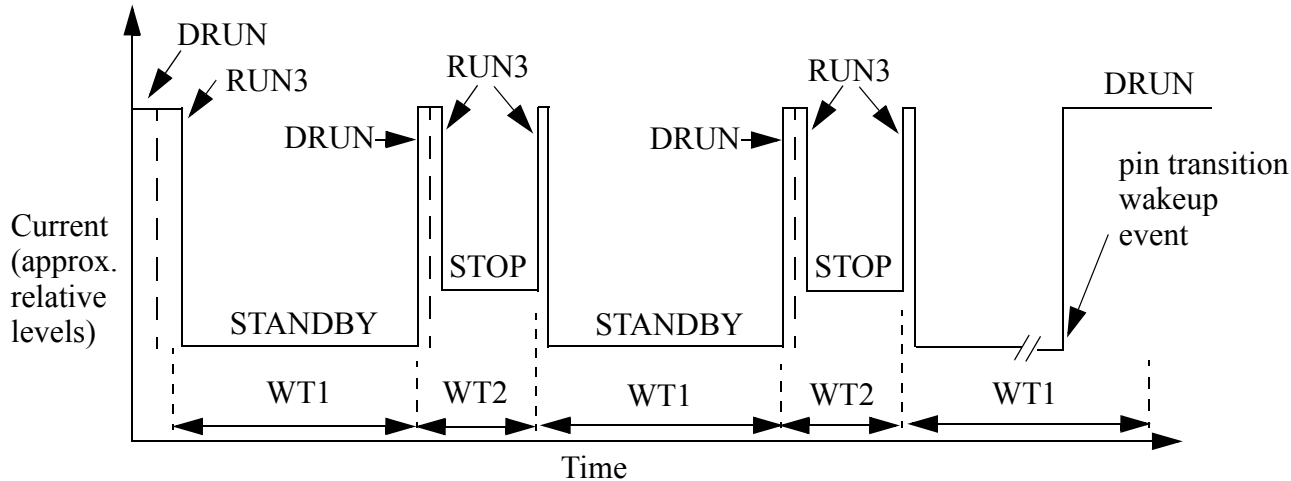 DRUN
RUN3
RUN3
RUN3
DRUN
DRUN
DRUN
pin transition
wakeup
event
Current
(approx.
relative
levels)
STOP
STOP
STANDBY
STANDBY
WT1
WT2
WT1
WT2
WT1
Time